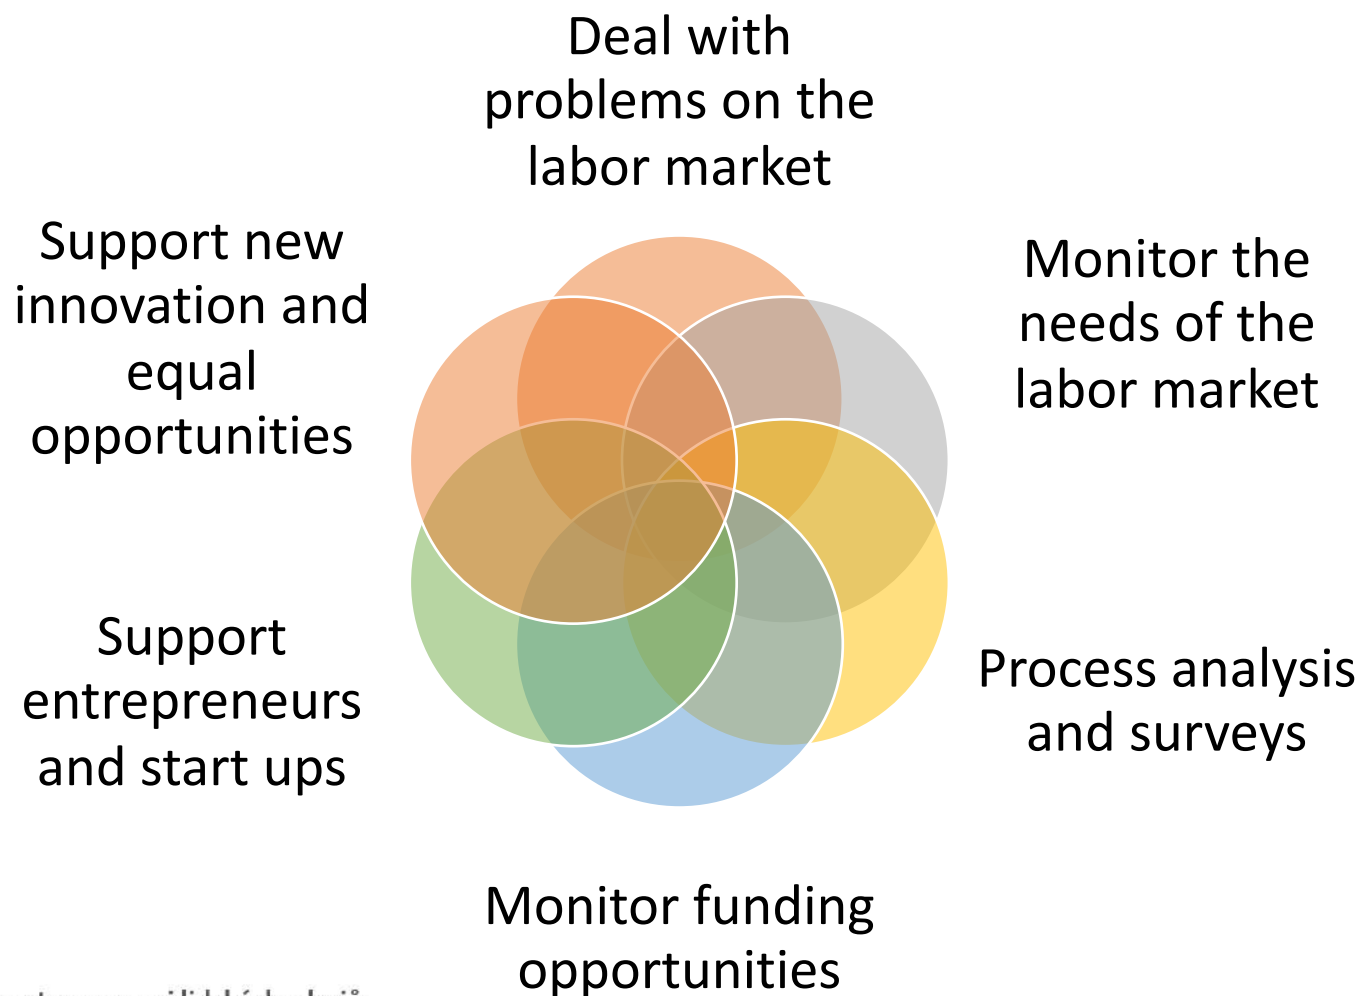 Deal with
problems on the
labor market
Support new
innovation and
equal
opportunities
Monitor the
needs of the
labor market
Support
entrepreneurs
and start ups
Process analysis
and surveys
Monitor funding
opportunities